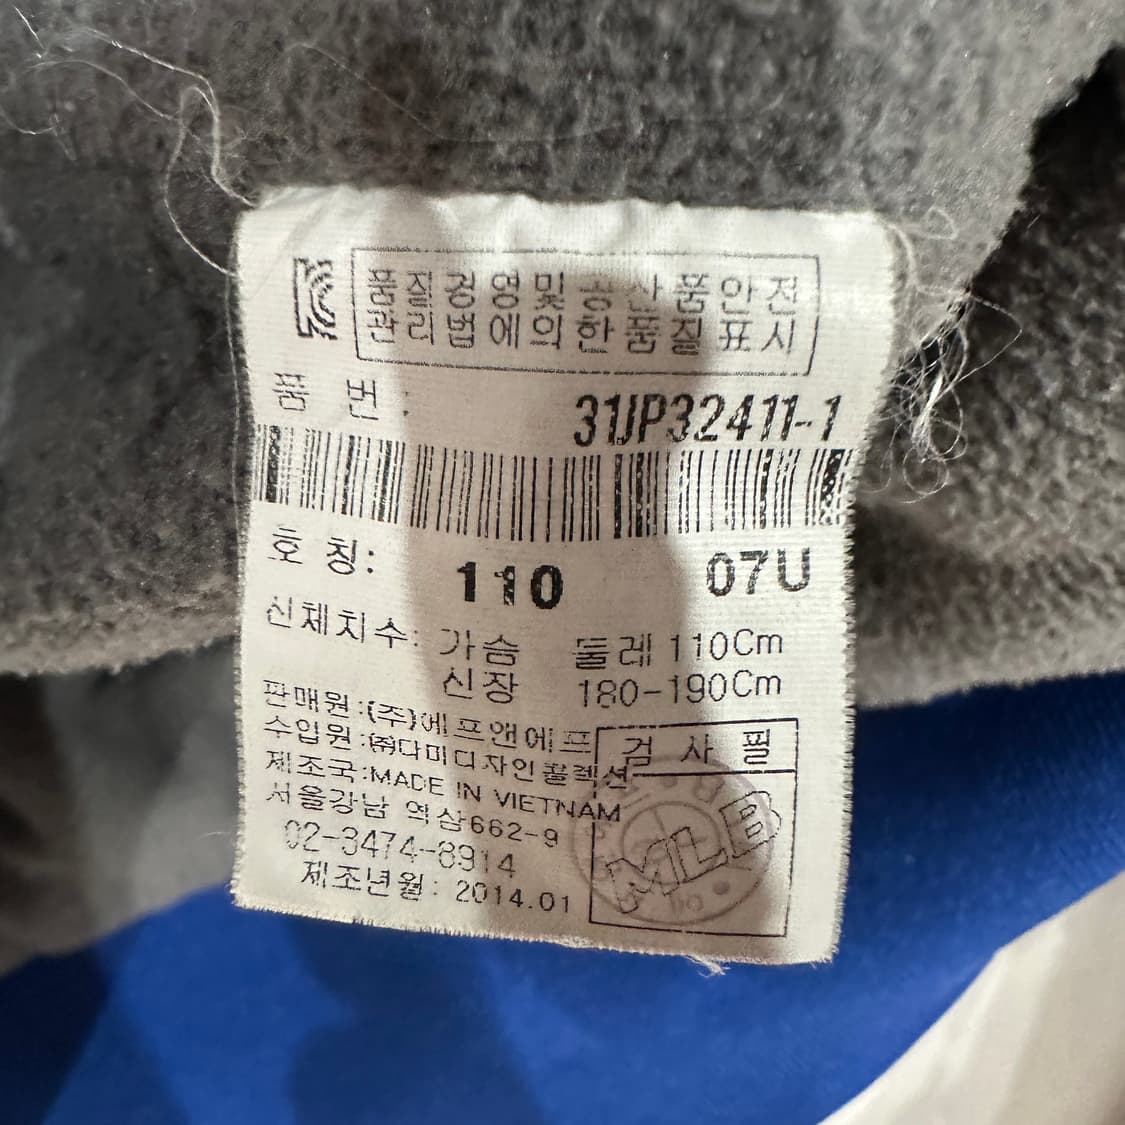 품질경영및공산품안전
관리법에의한품질표시
품 번 : 31JP32411-1
호 칭: 110 07U
신체치수: 가슴 둘레 110Cm
신장 180-190Cm
판매원:(주)에프앤에프
수입원:㈜다미디자인콜렉션
제조국:MADE IN VIETNAM
서울강남 역삼662-9
02-3474-8914
제조년월: 2014.01
검 사 필
MLB